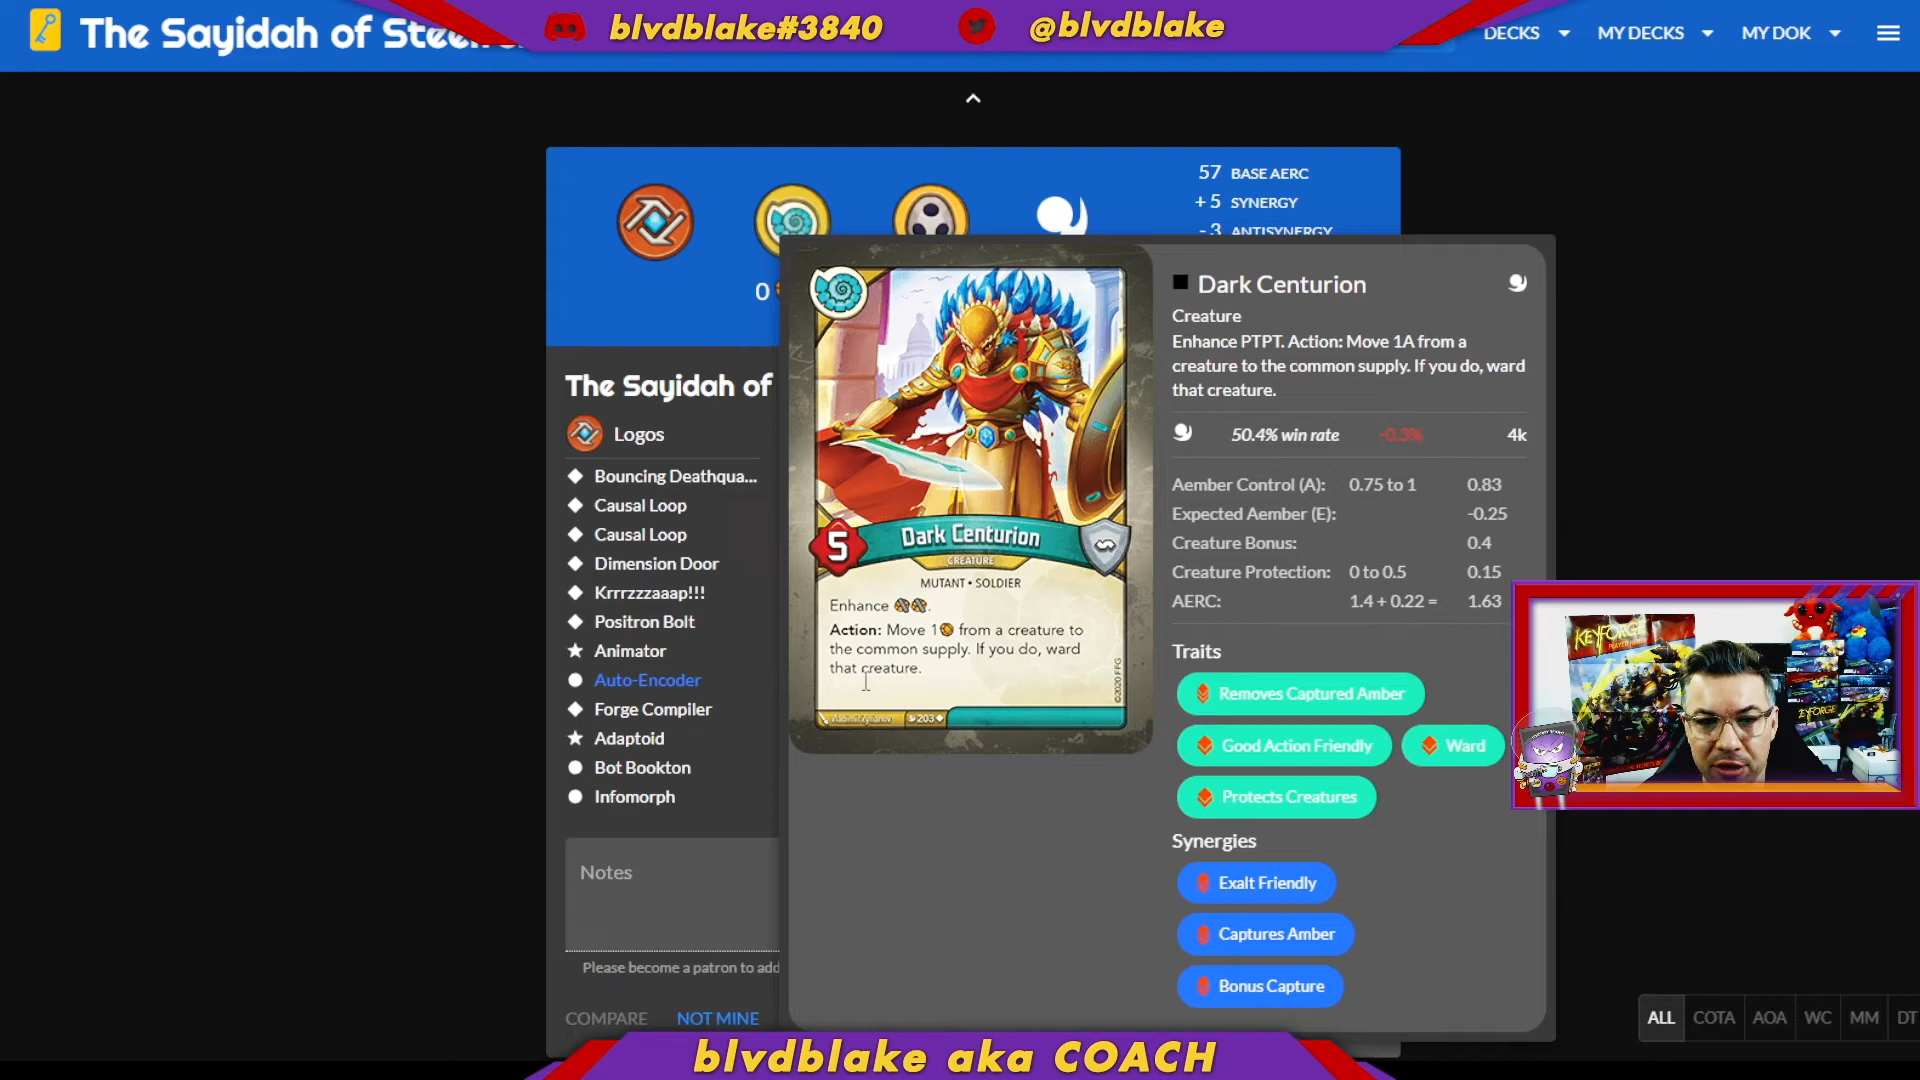 The Sayidah of
blvdblake#3840
@blvdblake
DECKS
MY DECKS
MY DOK
57 BASE AERC
+ 5 SYNERGY
- 3 ANTISYNERGY
0
The Sayidah of
Logos
Bouncing Deathqua...
Causal Loop
Causal Loop
Dimension Door
Krrrzzzaaap!!!
Positron Bolt
Animator
Auto-Encoder
Forge Compiler
Adaptoid
Bot Bookton
Infomorph
Notes
Please become a patron to add
COMPARE NOT MINE
5
Dark Centurion
CREATURE
MUTANT • SOLDIER
Enhance
Action: Move 1 from a creature to
the common supply. If you do, ward
that creature.
©2020 FFG
203
Dark Centurion
Creature
Enhance PTPT. Action: Move 1A from a
creature to the common supply. If you do, ward
that creature.
50.4% win rate -0.3% 4k
Aember Control (A): 0.75 to 1 0.83
Expected Aember (E): -0.25
Creature Bonus: 0.4
Creature Protection: 0 to 0.5 0.15
AERC: 1.4 + 0.22 = 1.63
Traits
Removes Captured Amber
Good Action Friendly
Ward
Protects Creatures
Synergies
Exalt Friendly
Captures Amber
Bonus Capture
KEYFORGE
ALL COTA AOA WC MM DT
blvdblake aka COACH